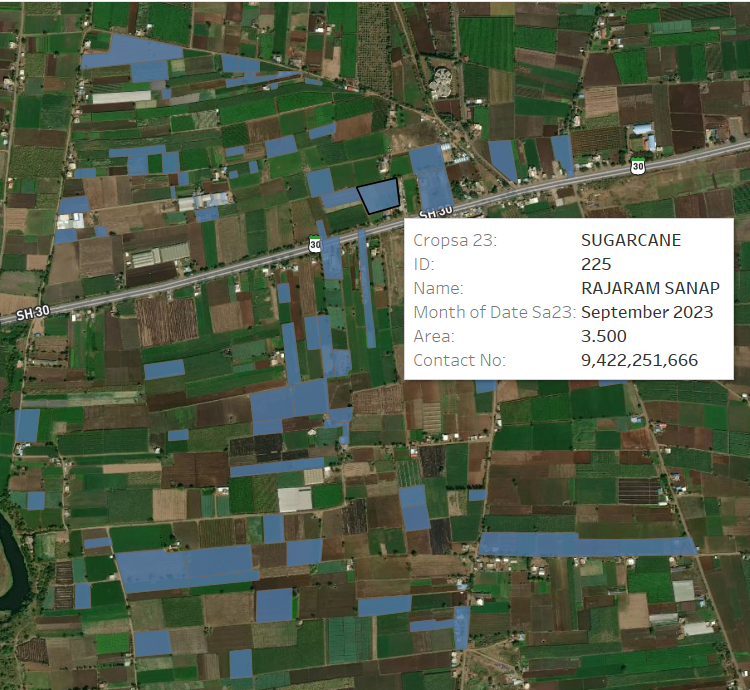 30
SH 30
30
SH 30
Cropsa 23: SUGARCANE
ID: 225
Name: RAJARAM SANAP
Month of Date Sa23: September 2023
Area: 3.500
Contact No: 9,422,251,666